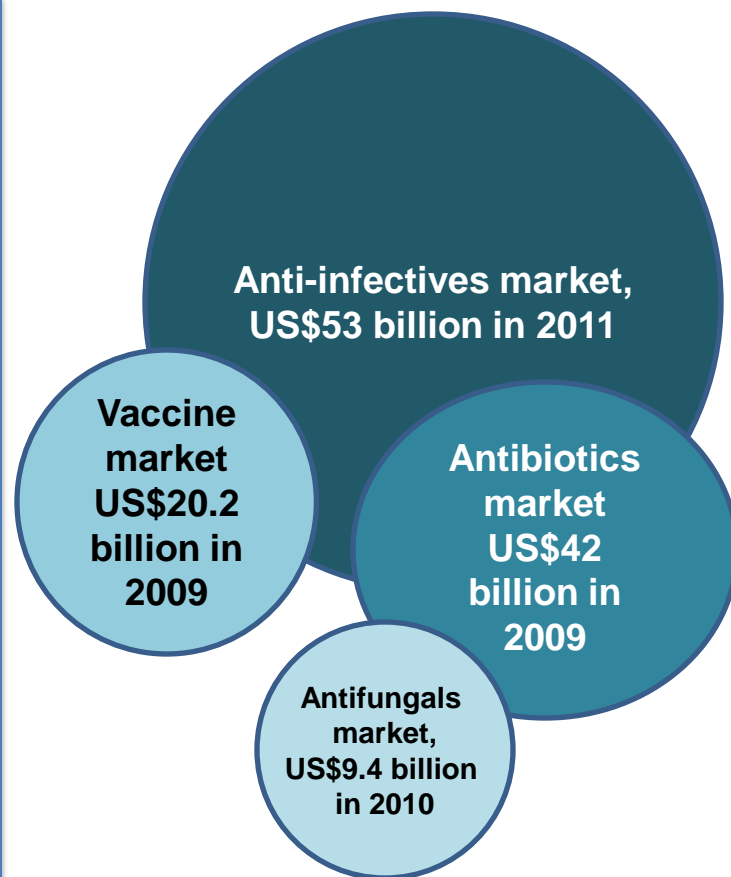 Anti-infectives market,
US$53 billion in 2011
Vaccine
market
US$20.2
billion in
2009
Antibiotics
market
US$42
billion in
2009
Antifungals
market,
US$9.4 billion
in 2010